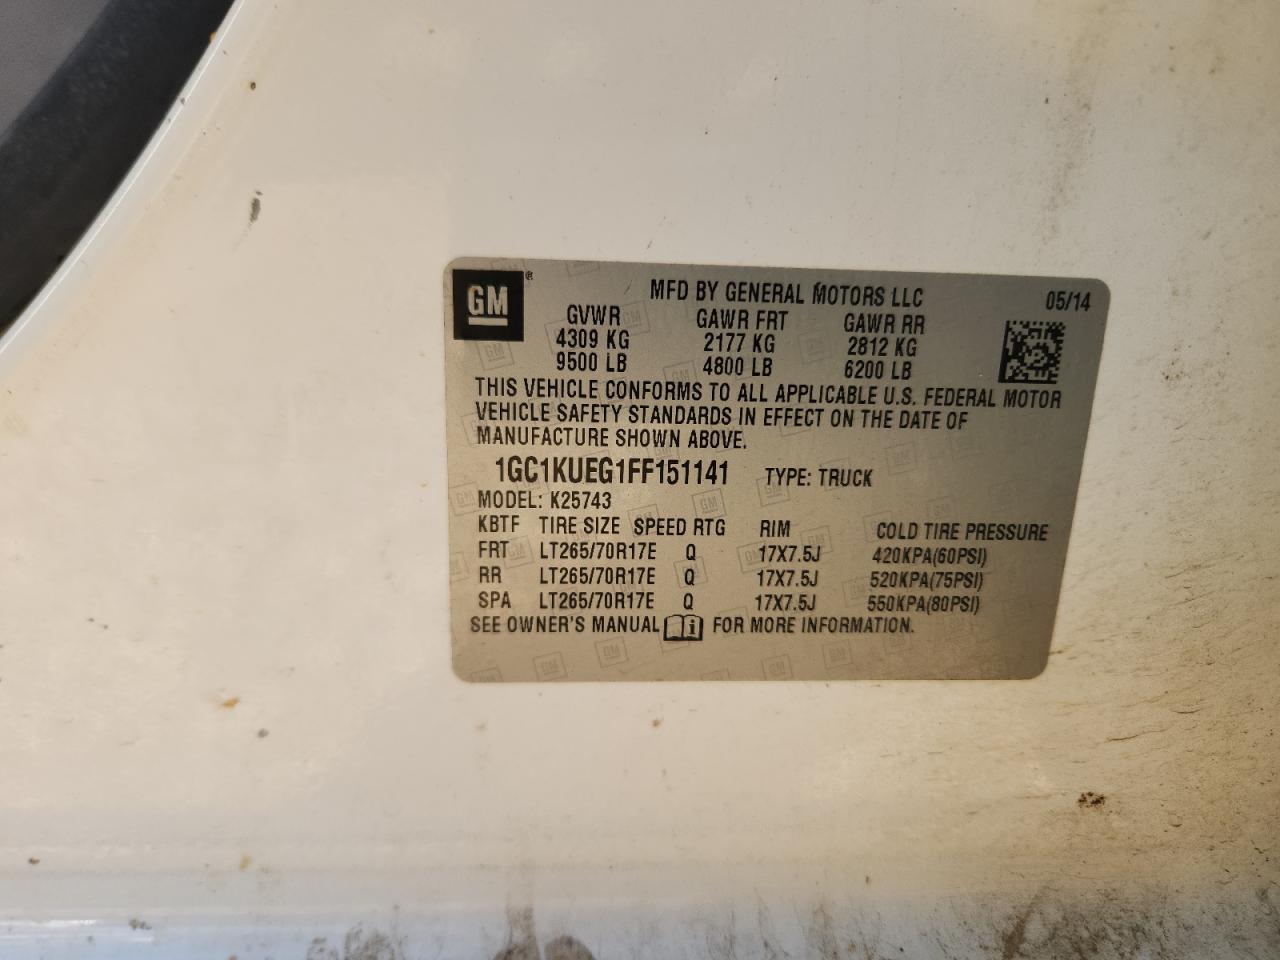 GM ®
MFD BY GENERAL MOTORS LLC 05/14
GVWR GAWR FRT GAWR RR
4309 KG 2177 KG 2812 KG
9500 LB 4800 LB 6200 LB
THIS VEHICLE CONFORMS TO ALL APPLICABLE U.S. FEDERAL MOTOR
VEHICLE SAFETY STANDARDS IN EFFECT ON THE DATE OF
MANUFACTURE SHOWN ABOVE.
1GC1KUEG1FF151141 TYPE: TRUCK
MODEL: K25743
KBTF TIRE SIZE SPEED RTG RIM COLD TIRE PRESSURE
FRT LT265/70R17E Q 17X7.5J 420KPA(60PSI)
RR LT265/70R17E Q 17X7.5J 520KPA(75PSI)
SPA LT265/70R17E Q 17X7.5J 550KPA(80PSI)
SEE OWNER'S MANUAL i FOR MORE INFORMATION.